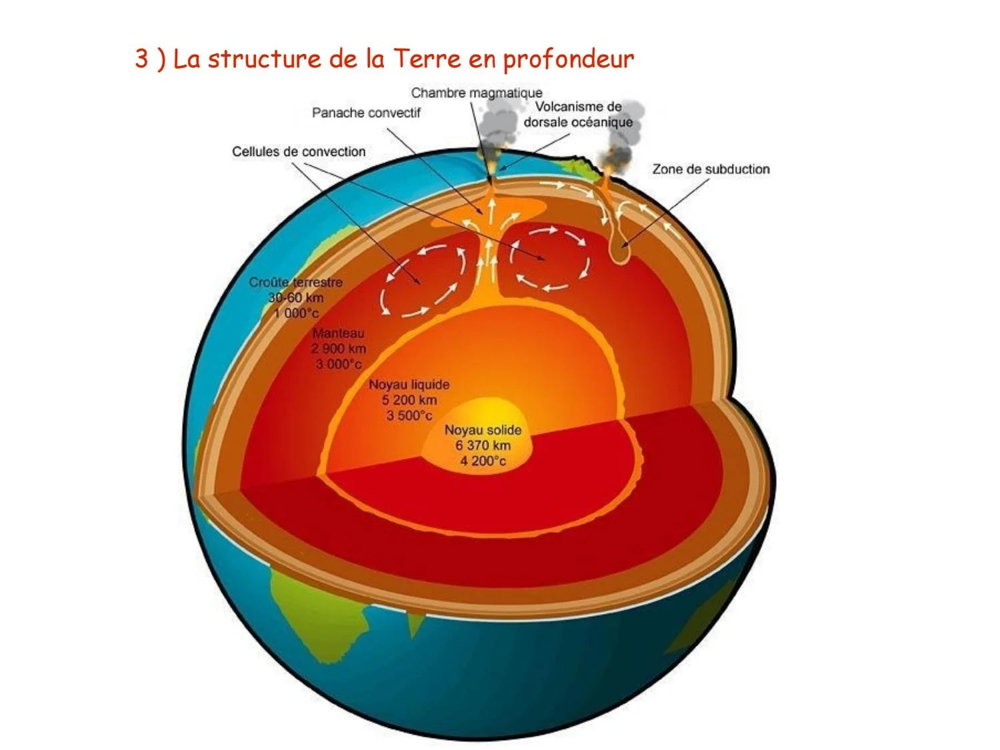 3 ) La structure de la Terre en profondeur
Chambre magmatique
Volcanisme de
dorsale océanique
Panache convectif
Cellules de convection
Zone de subduction
Croûte terrestre
30-60 km
1 000°c
Manteau
2 900 km
3 000°c
Noyau liquide
5 200 km
3 500°c
Noyau solide
6 370 km
4 200°c